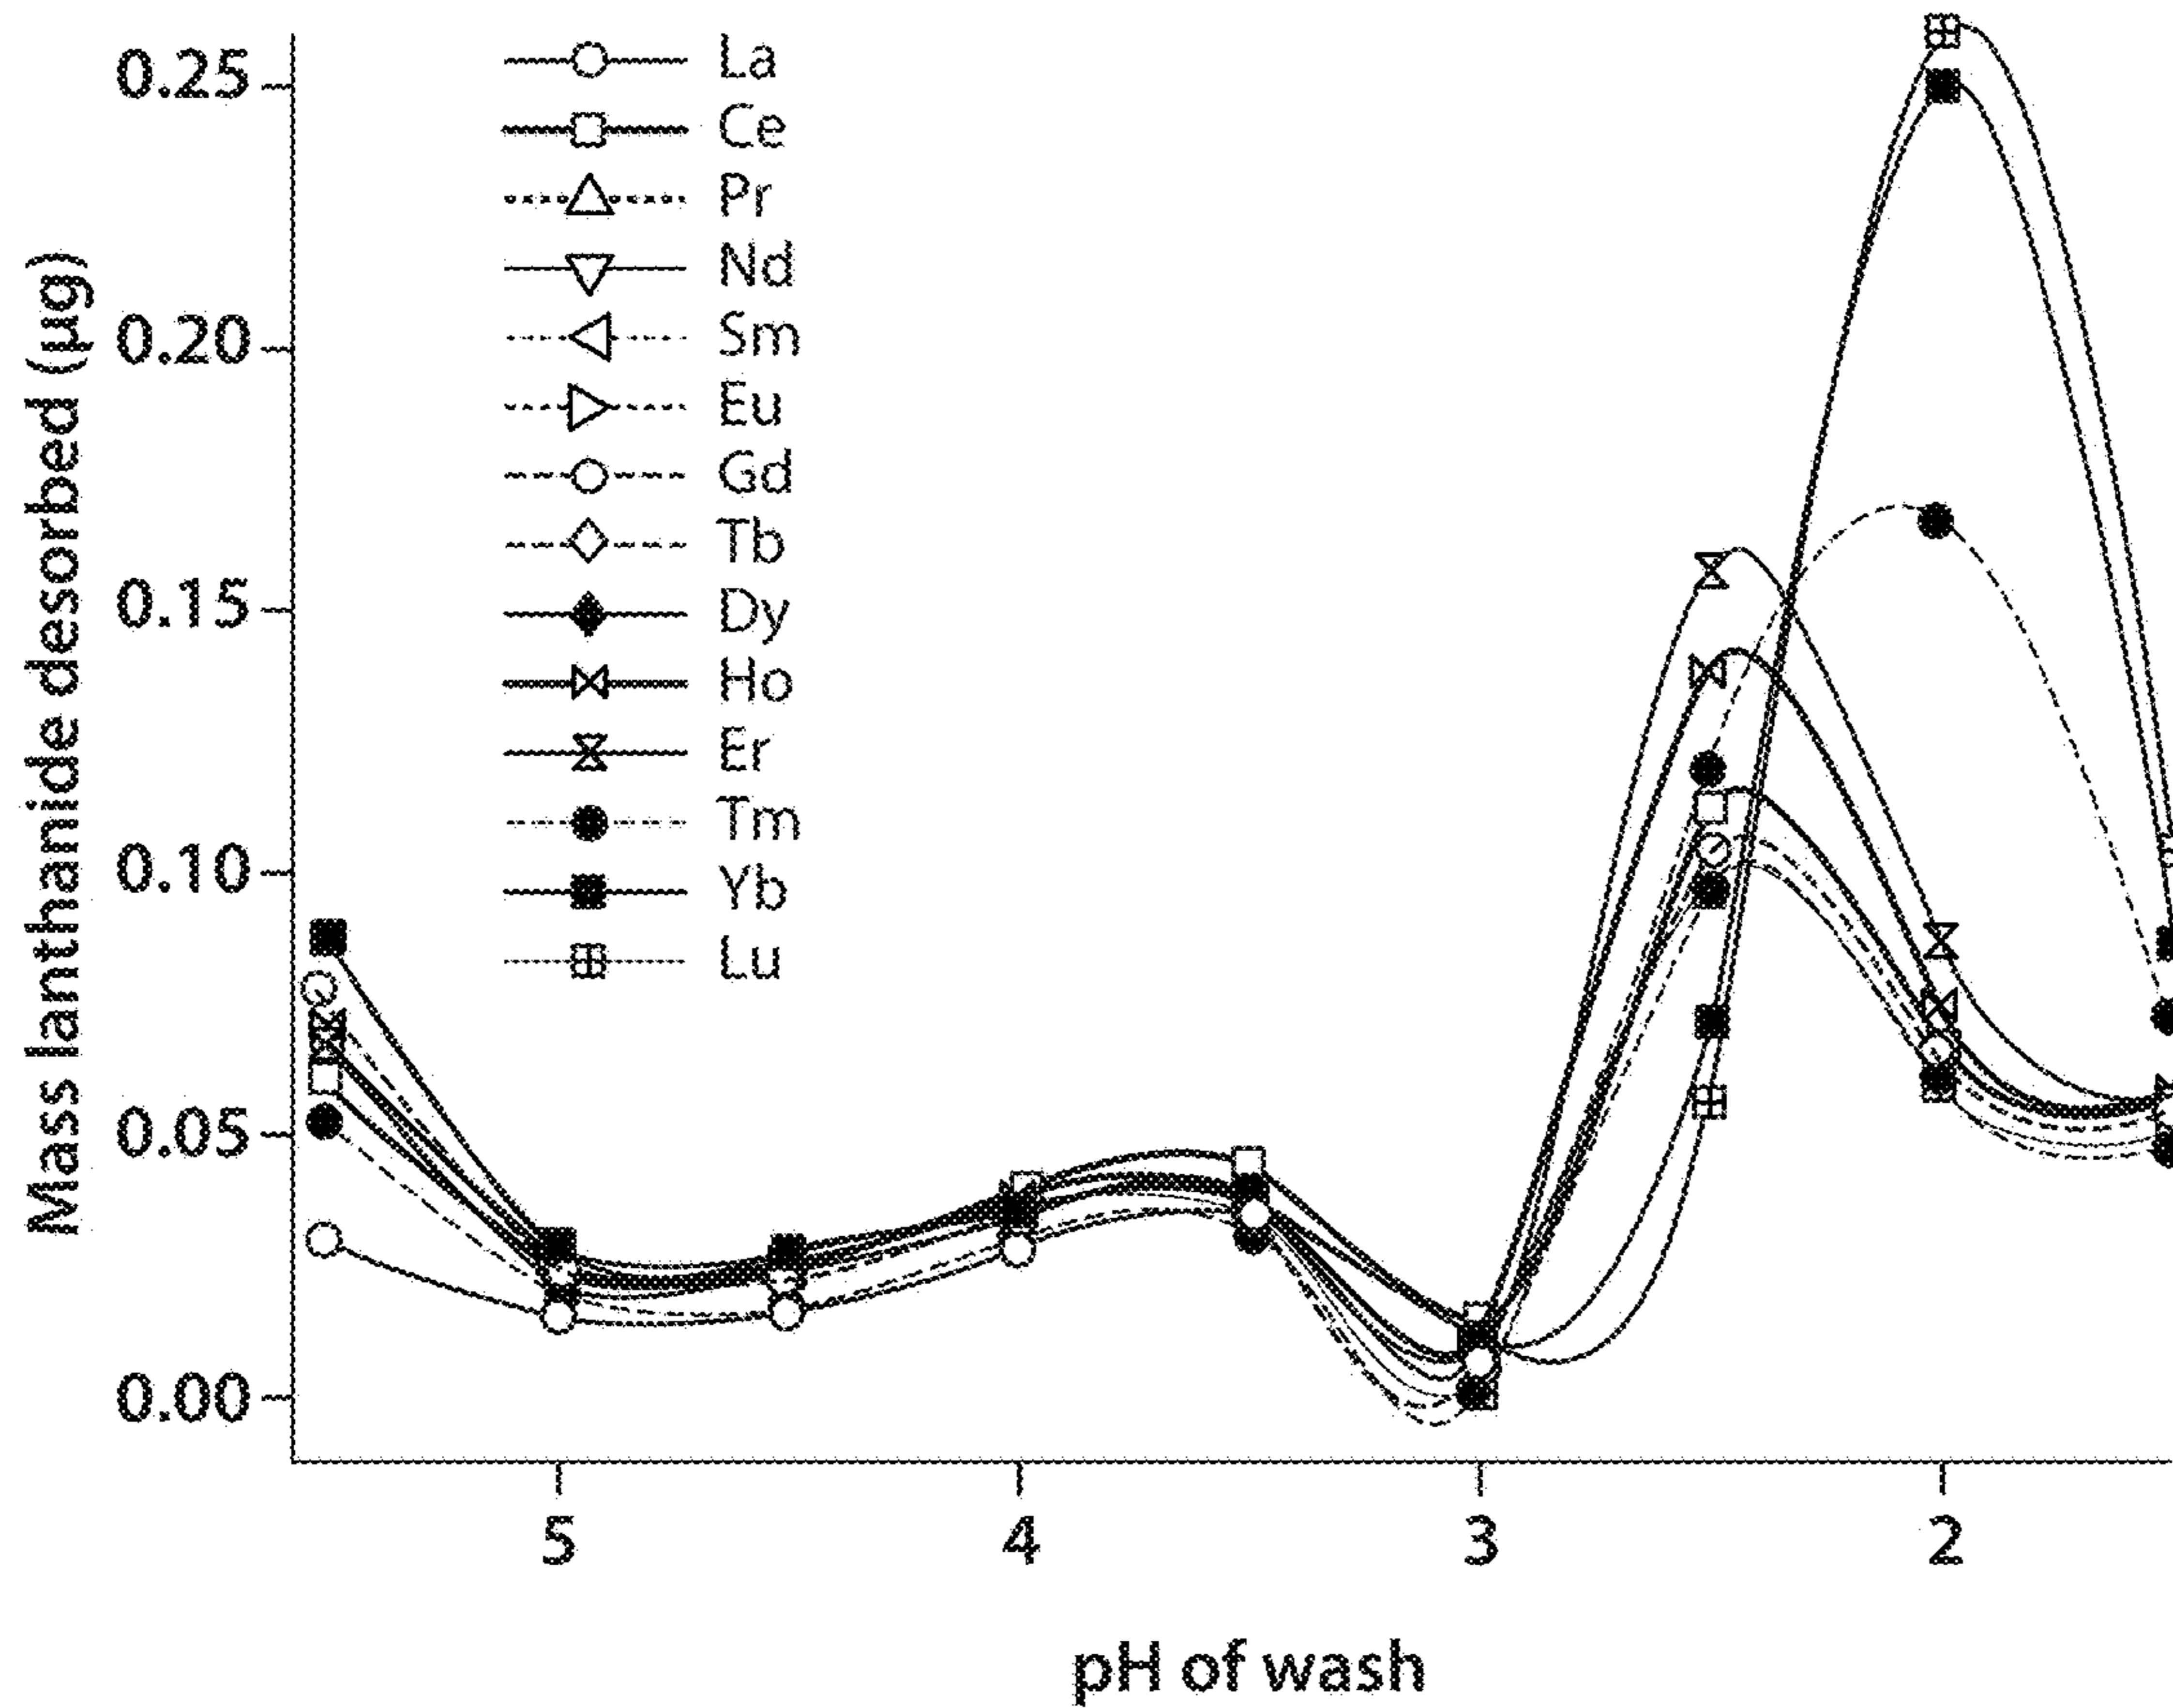 Mass lanthanide desorbed (µg)
0.25
0.20
0.15
0.10
0.05
0.00
La
Ce
Pr
Nd
Sm
Eu
Gd
Tb
Dy
Ho
Er
Tm
Yb
Lu
5 4 3 2
pH of wash